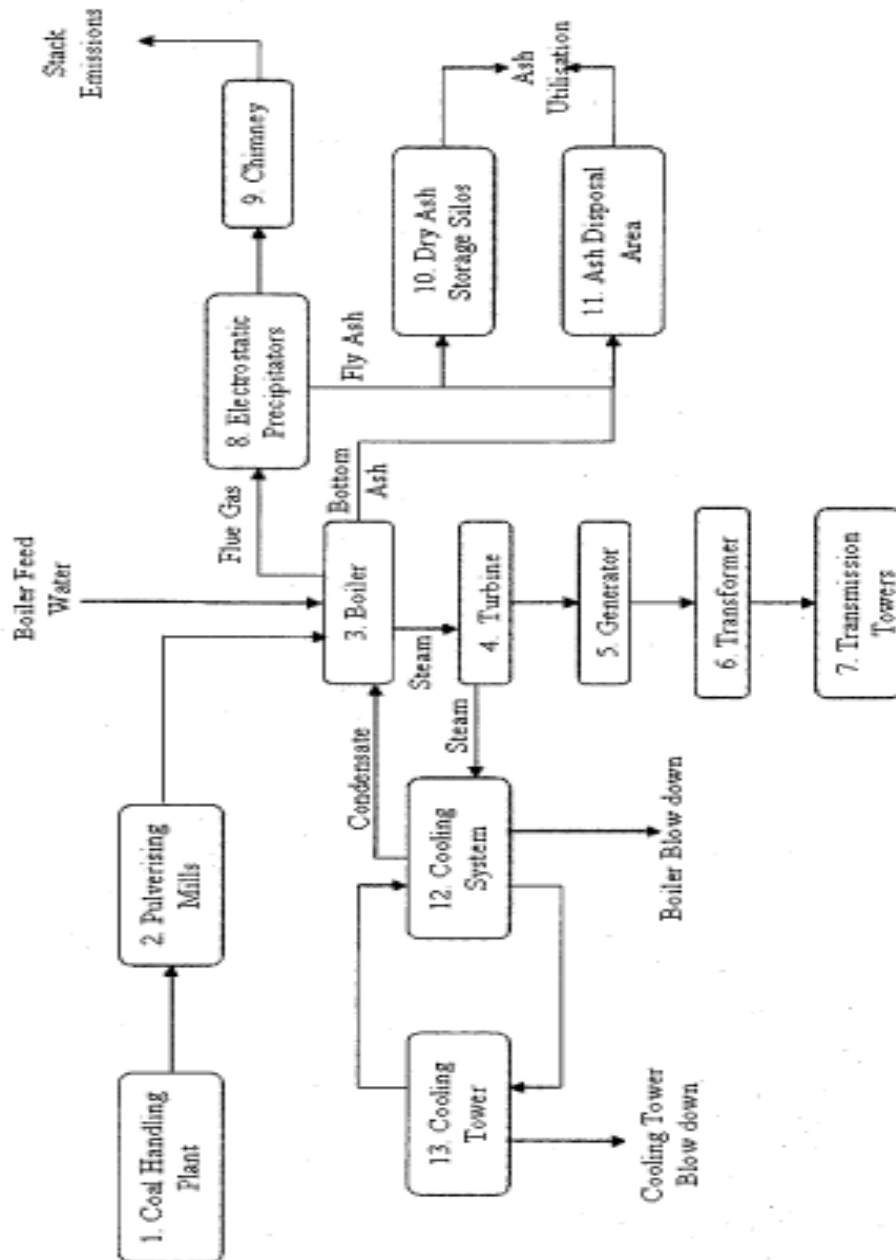 1. Coal Handling
Plant
2. Pulverising
Mills
Boiler Feed
Water
Flue Gas
8. Electrostatic
Precipitators
9. Chimney
Stack
Emissions
Condensate
3. Boiler
Bottom
Ash
Fly Ash
10. Dry Ash
Storage Silos
Ash
Utilisation
13. Cooling
Tower
12. Cooling
System
Steam
Steam
4. Turbine
11. Ash Disposal
Area
5. Generator
6. Transformer
7. Transmission
Towers
Cooling Tower
Blow down
Boiler Blow down